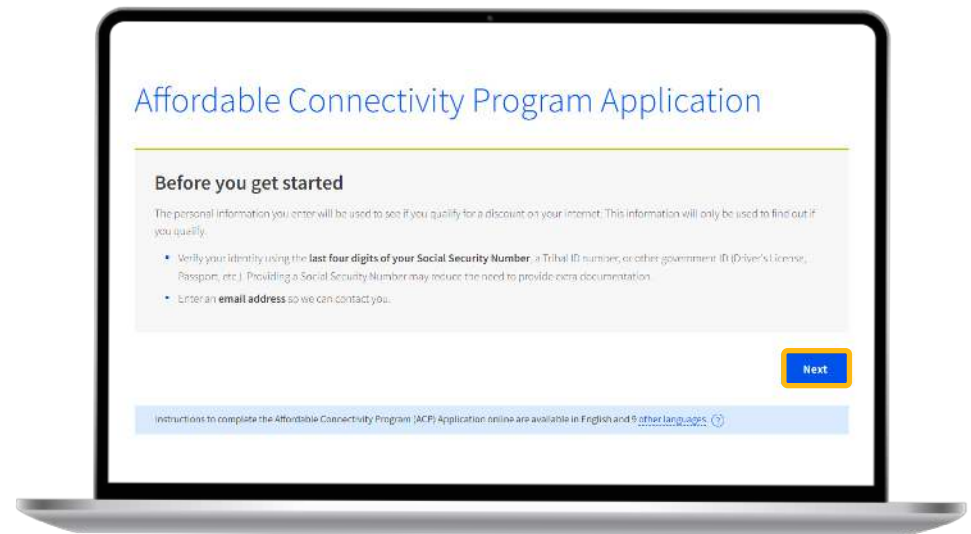 Affordable Connectivity Program Application
Before you get started
The personal information you enter will be used to see if you qualify for a discount on your internet. This information will only be used to find out if
you qualify.
Verify your identity using the last four digits of your Social Security Number, a Tribal ID number, or other government ID (Driver's License,
Passport, etc.). Providing a Social Security Number may reduce the need to provide extra documentation.
Enter an email address so we can contact you.
Next
Instructions to complete the Affordable Connectivity Program (ACP) Application online are available in English and 9 other languages. ?